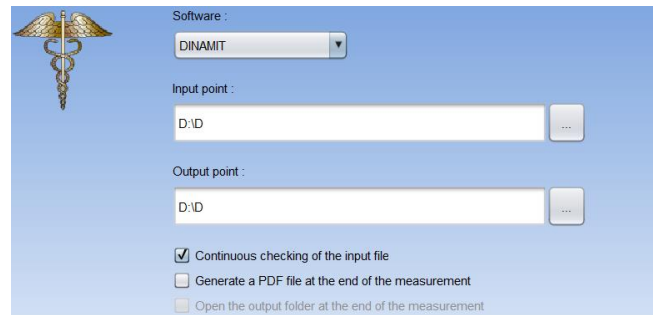 Software :
DINAMIT
Input point :
D:\D
...
Output point :
D:\D
...
Continuous checking of the input file
Generate a PDF file at the end of the measurement
Open the output folder at the end of the measurement